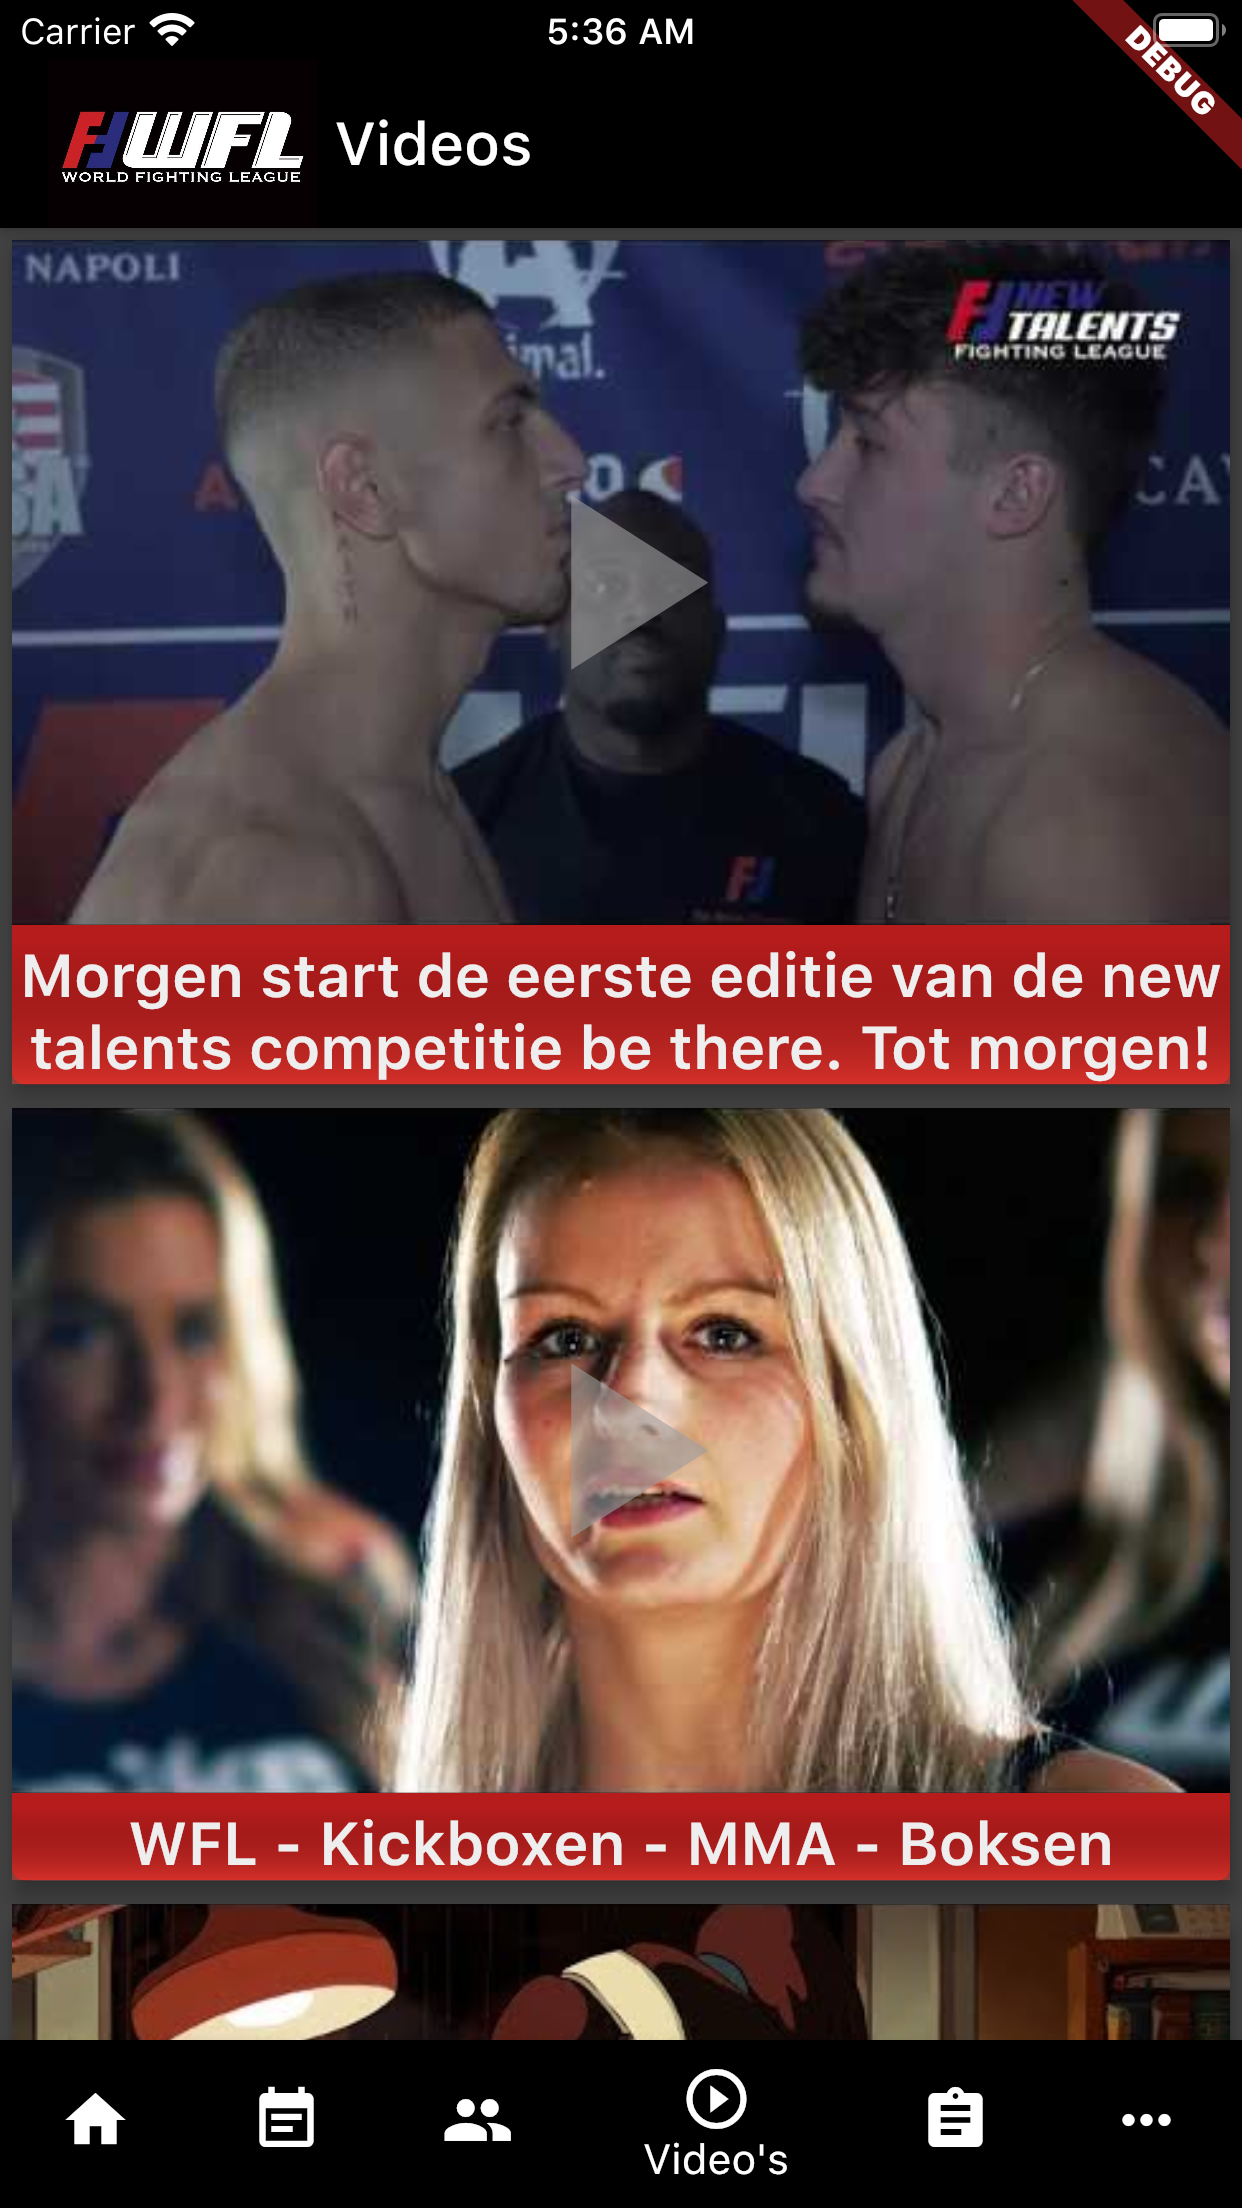 Carrier
5:36 AM
DEBUG
WFL
WORLD FIGHTING LEAGUE
Videos
NAPOLI
NEW
TALENTS
FIGHTING LEAGUE
Morgen start de eerste editie van de new
talents competitie be there. Tot morgen!
WFL - Kickboxen - MMA - Boksen
Video's